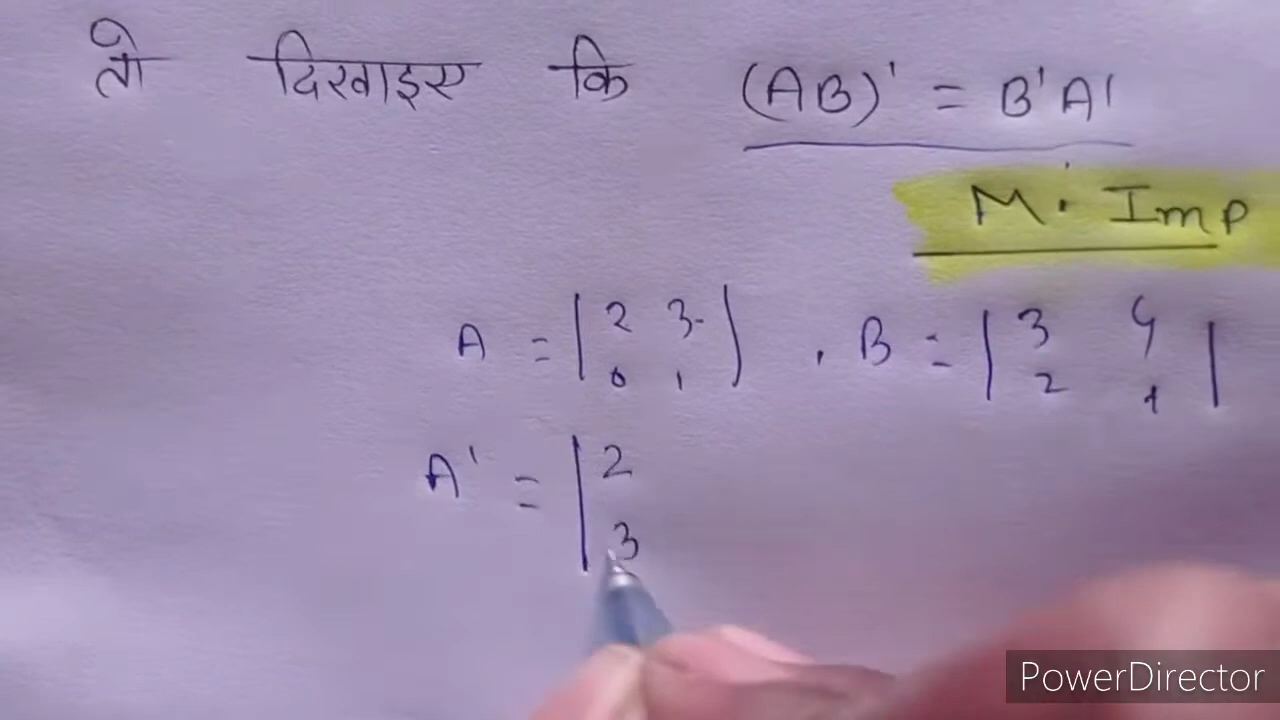 तो दिखाइए कि (AB)' = B'A'
M. Imp
A = | 2 3 | , B = | 3 4 |
0 1 2 1
A' = | 2
3
PowerDirector